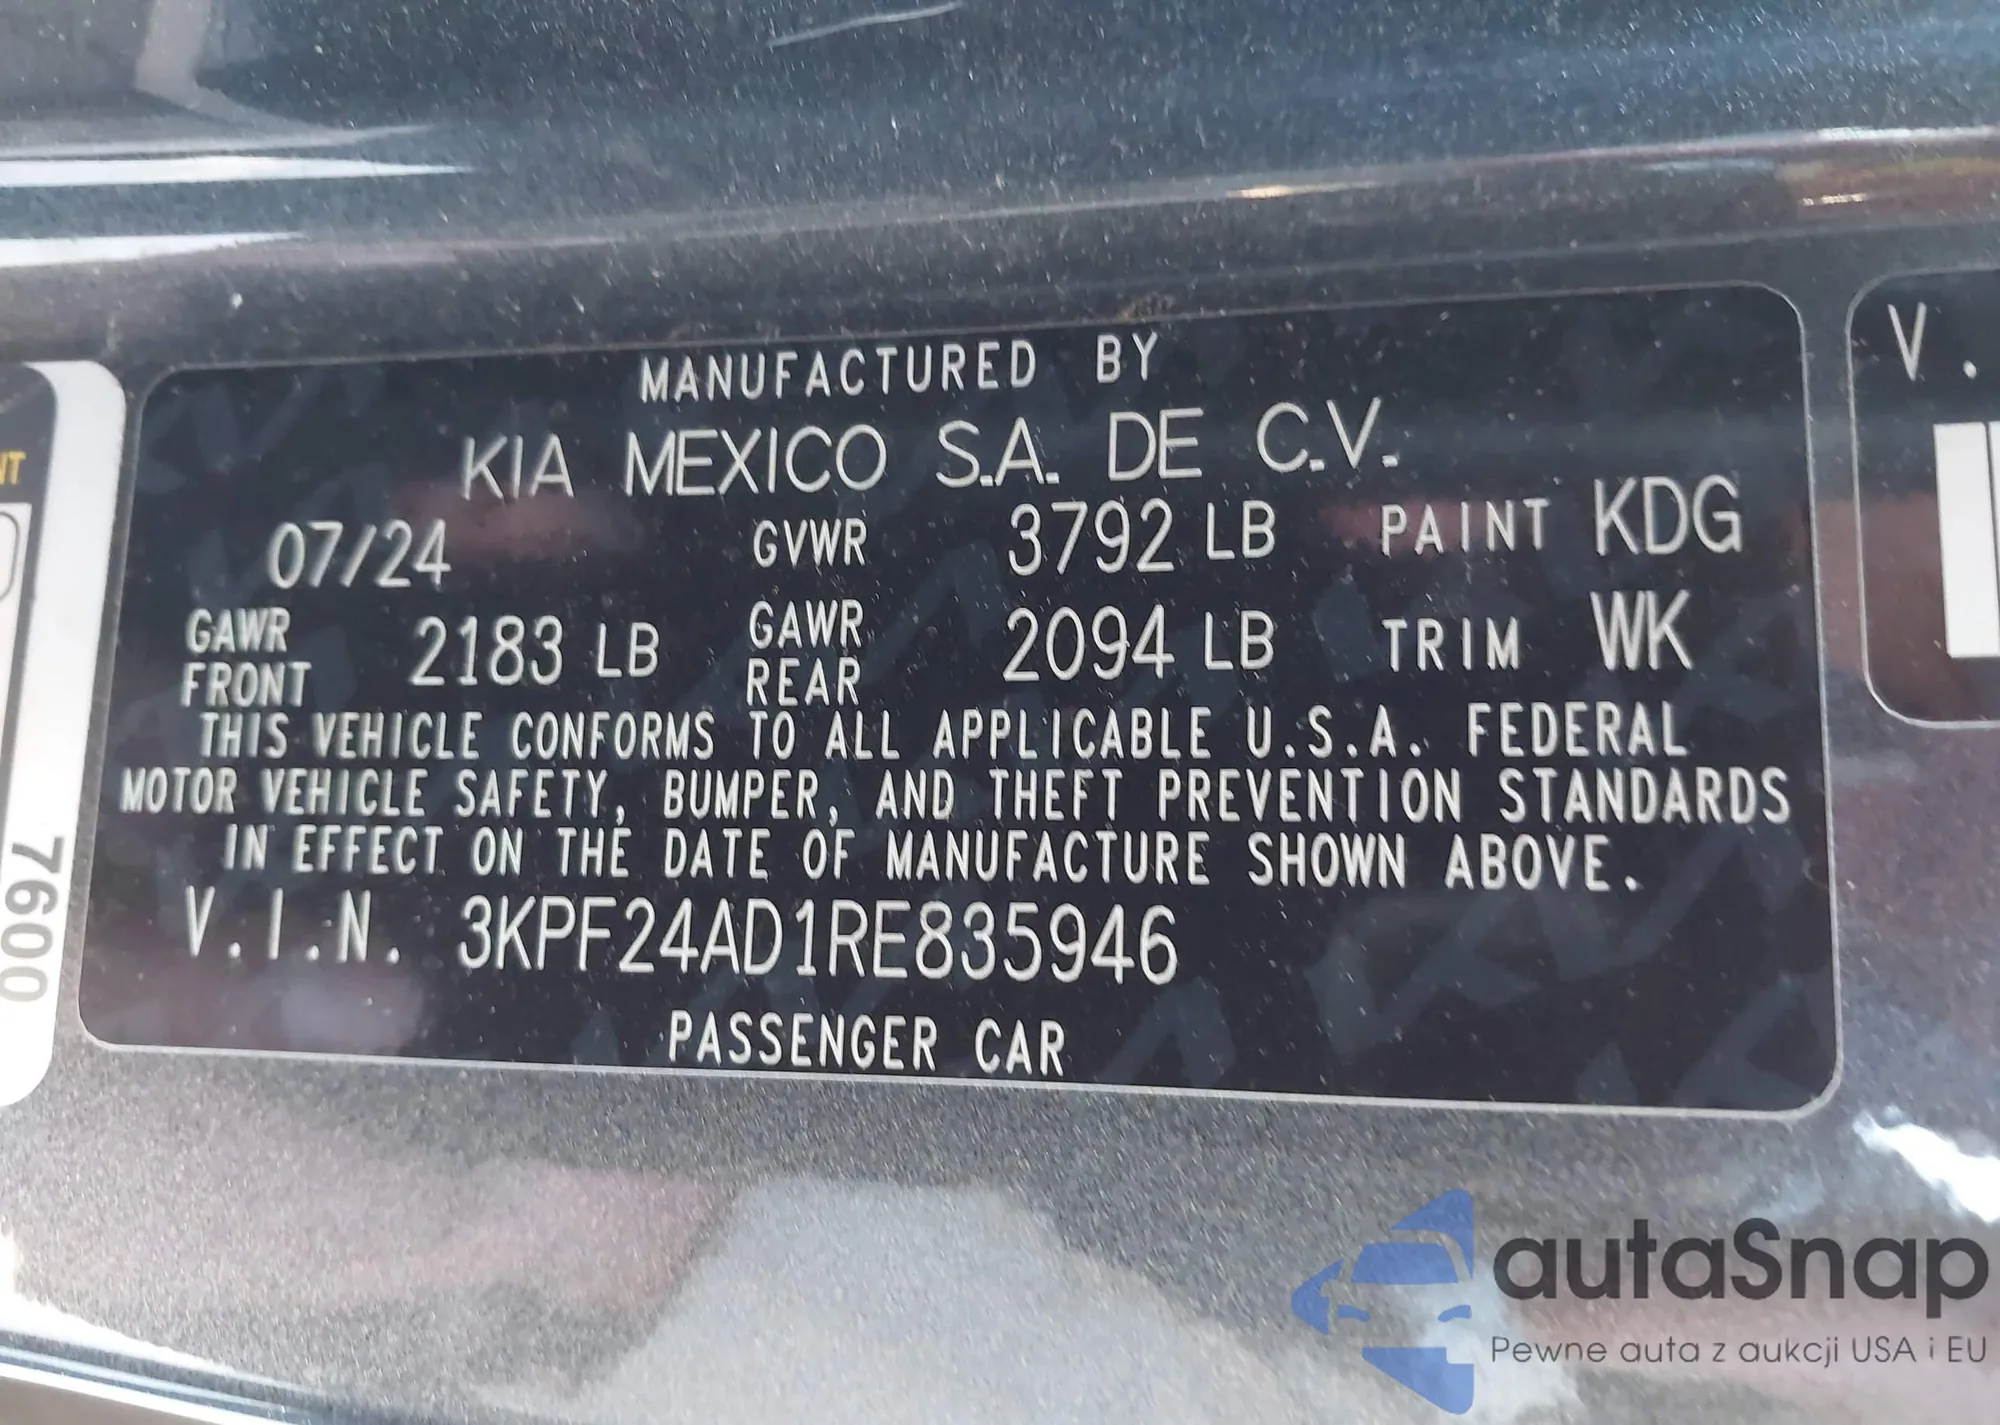 MANUFACTURED BY
KIA MEXICO S.A. DE C.V.
07/24 GVWR 3792 LB PAINT KDG
GAWR FRONT 2183 LB GAWR REAR 2094 LB TRIM WK
THIS VEHICLE CONFORMS TO ALL APPLICABLE U.S.A. FEDERAL
MOTOR VEHICLE SAFETY, BUMPER, AND THEFT PREVENTION STANDARDS
IN EFFECT ON THE DATE OF MANUFACTURE SHOWN ABOVE.
V.I.N. 3KPF24AD1RE835946
PASSENGER CAR
NT
7600
V.
autaSnap
Pewne auta z aukcji USA i EU